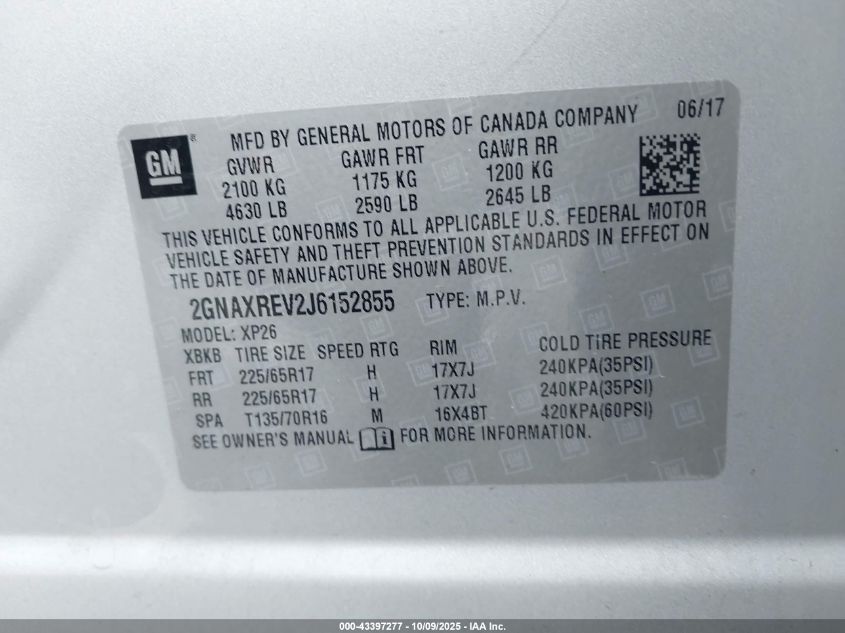 06/17
GM
MFD BY GENERAL MOTORS OF CANADA COMPANY
GVWR GAWR FRT GAWR RR
2100 KG 1175 KG 1200 KG
4630 LB 2590 LB 2645 LB
THIS VEHICLE CONFORMS TO ALL APPLICABLE U.S. FEDERAL MOTOR
VEHICLE SAFETY AND THEFT PREVENTION STANDARDS IN EFFECT ON
THE DATE OF MANUFACTURE SHOWN ABOVE.
2GNAXREV2J6152855 TYPE: M.P.V.
MODEL: XP26
XBKB TIRE SIZE SPEED RTG RIM COLD TIRE PRESSURE
FRT 225/65R17 H 17X7J 240KPA(35PSI)
RR 225/65R17 H 17X7J 240KPA(35PSI)
SPA T135/70R16 M 16X4BT 420KPA(60PSI)
SEE OWNER'S MANUAL FOR MORE INFORMATION.
000-43397277 - 10/09/2025 - IAA Inc.